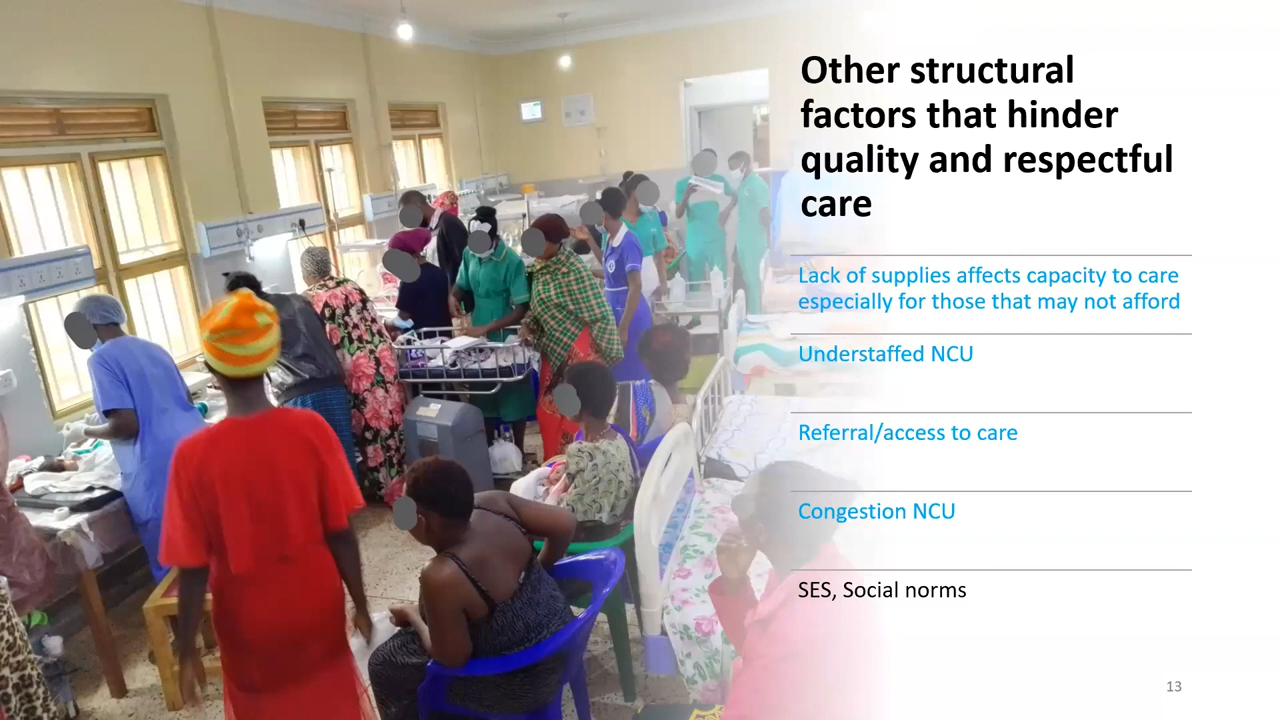 Other structural
factors that hinder
quality and respectful
care
Lack of supplies affects capacity to care
especially for those that may not afford
Understaffed NCU
Referral/access to care
Congestion NCU
SES, Social norms
13